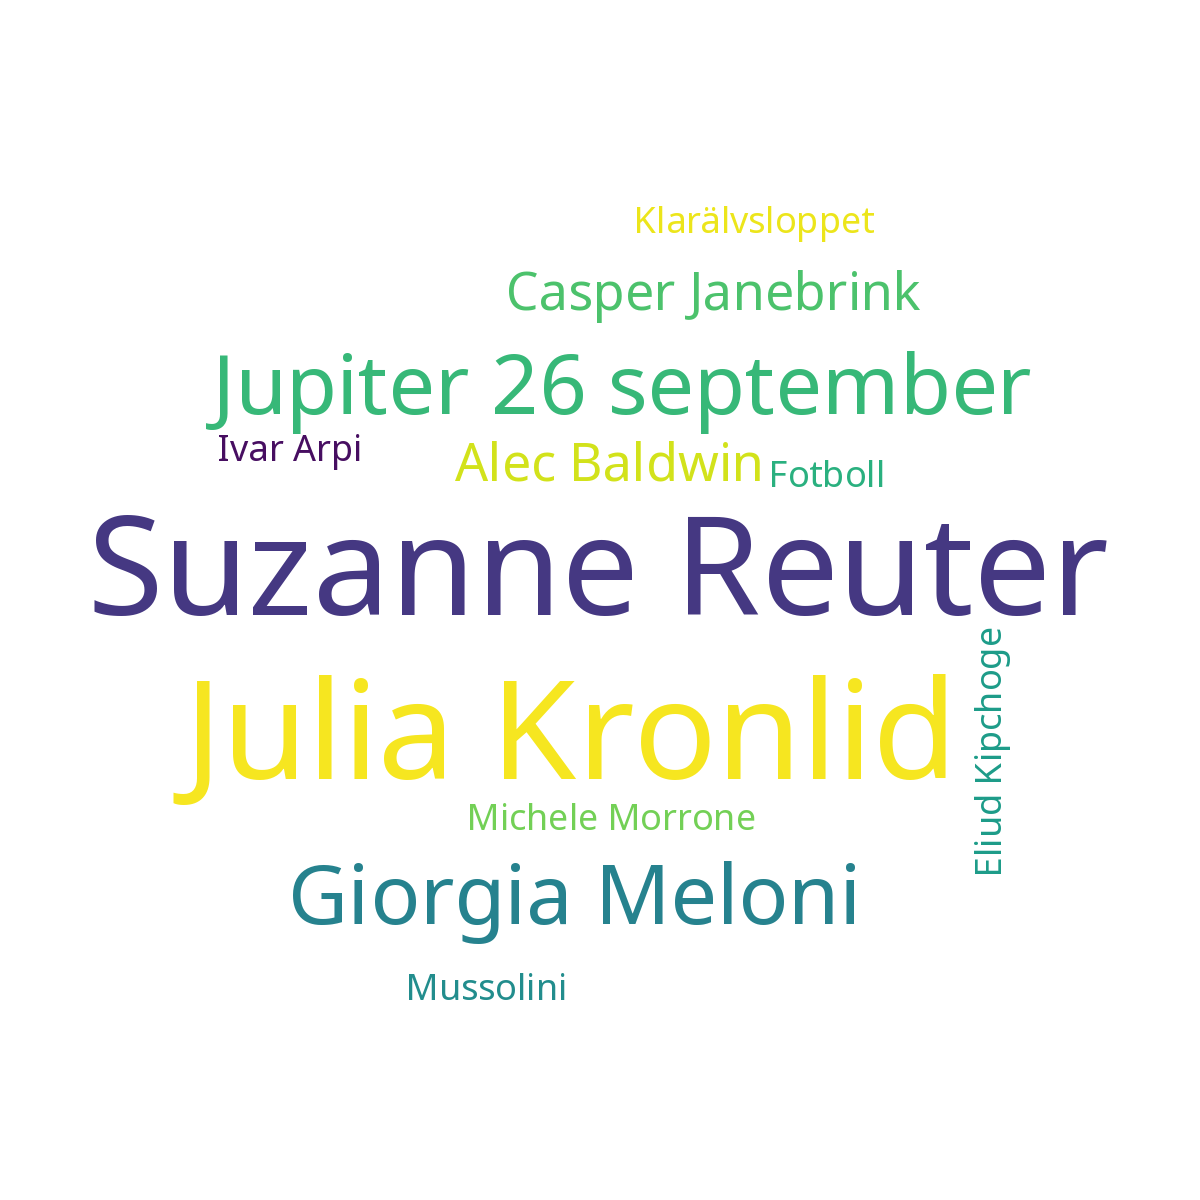 Klarälvsloppet
Casper Janebrink
Jupiter 26 september
Ivar Arpi
Alec Baldwin
Fotboll
Suzanne Reuter
Julia Kronlid
Eliud Kipchoge
Michele Morrone
Giorgia Meloni
Mussolini